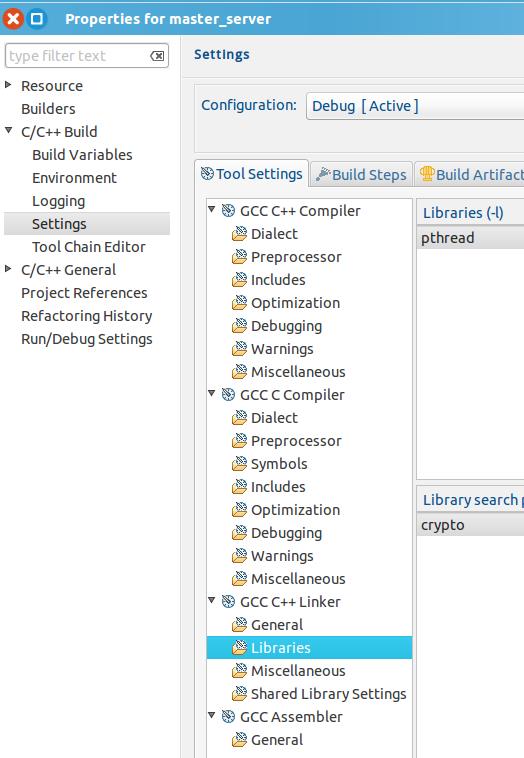 Properties for master_server
type filter text
Resource
Builders
C/C++ Build
Build Variables
Environment
Logging
Settings
Tool Chain Editor
C/C++ General
Project References
Refactoring History
Run/Debug Settings
Settings
Configuration: Debug [ Active ]
Tool Settings Build Steps Build Artifact
GCC C++ Compiler
Dialect
Preprocessor
Includes
Optimization
Debugging
Warnings
Miscellaneous
GCC C Compiler
Dialect
Preprocessor
Symbols
Includes
Optimization
Debugging
Warnings
Miscellaneous
GCC C++ Linker
General
Libraries
Miscellaneous
Shared Library Settings
GCC Assembler
General
Libraries (-l)
pthread
Library search p
crypto